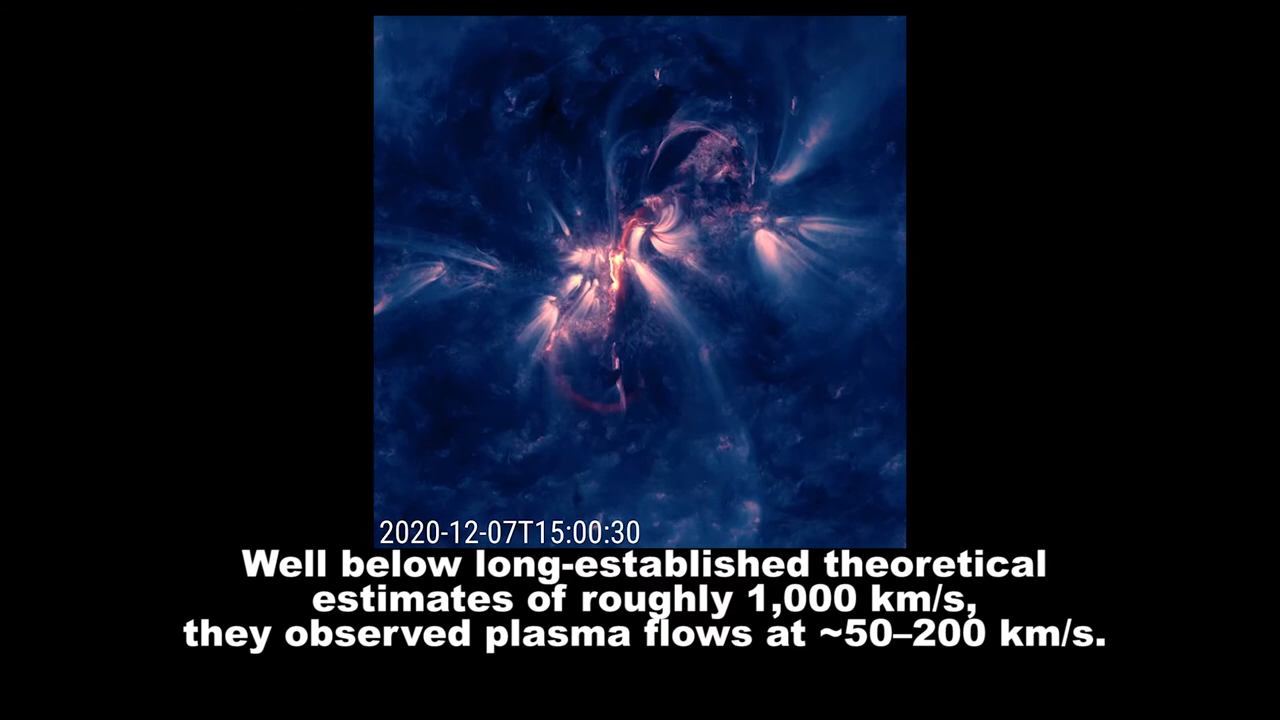 2020-12-07T15:00:30
Well below long-established theoretical
estimates of roughly 1,000 km/s,
they observed plasma flows at ~50–200 km/s.